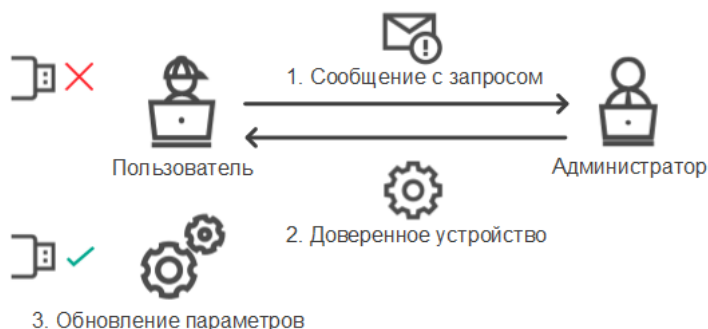 1. Сообщение с запросом
Пользователь
Администратор
2. Доверенное устройство
3. Обновление параметров